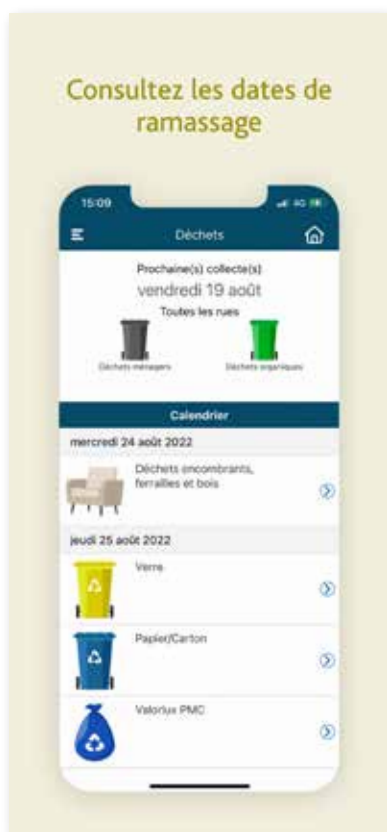 Consultez les dates de
ramassage
15:09
4G
Déchets
Prochaine(s) collecte(s)
vendredi 19 août
Toutes les rues
Déchets ménagers
Déchets organiques
Calendrier
mercredi 24 août 2022
Déchets encombrants,
ferrailles et bois
jeudi 25 août 2022
Verre
Papier/Carton
Valorlux PMC